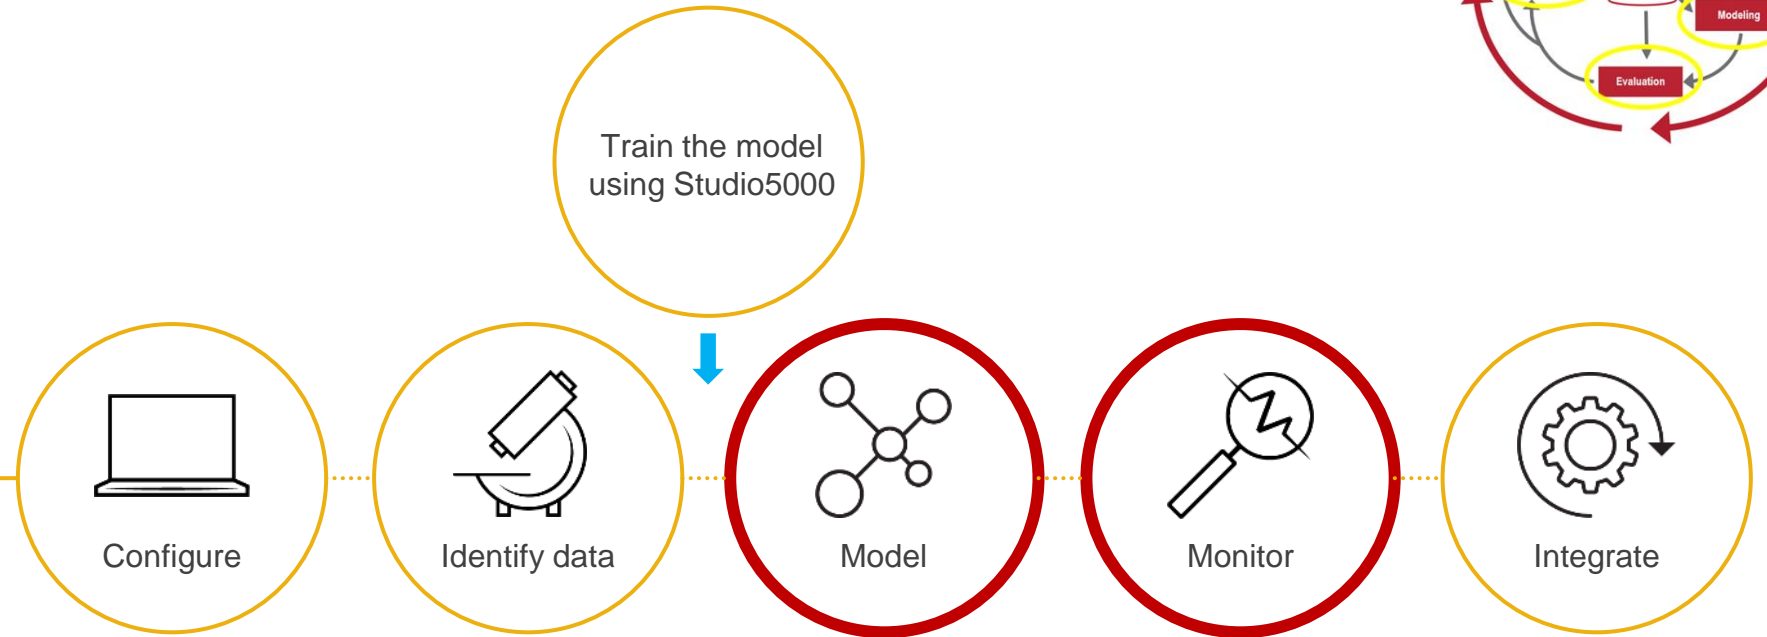 Modeling
Evaluation
Train the model
using Studio5000
Configure
Identify data
Model
Monitor
Integrate